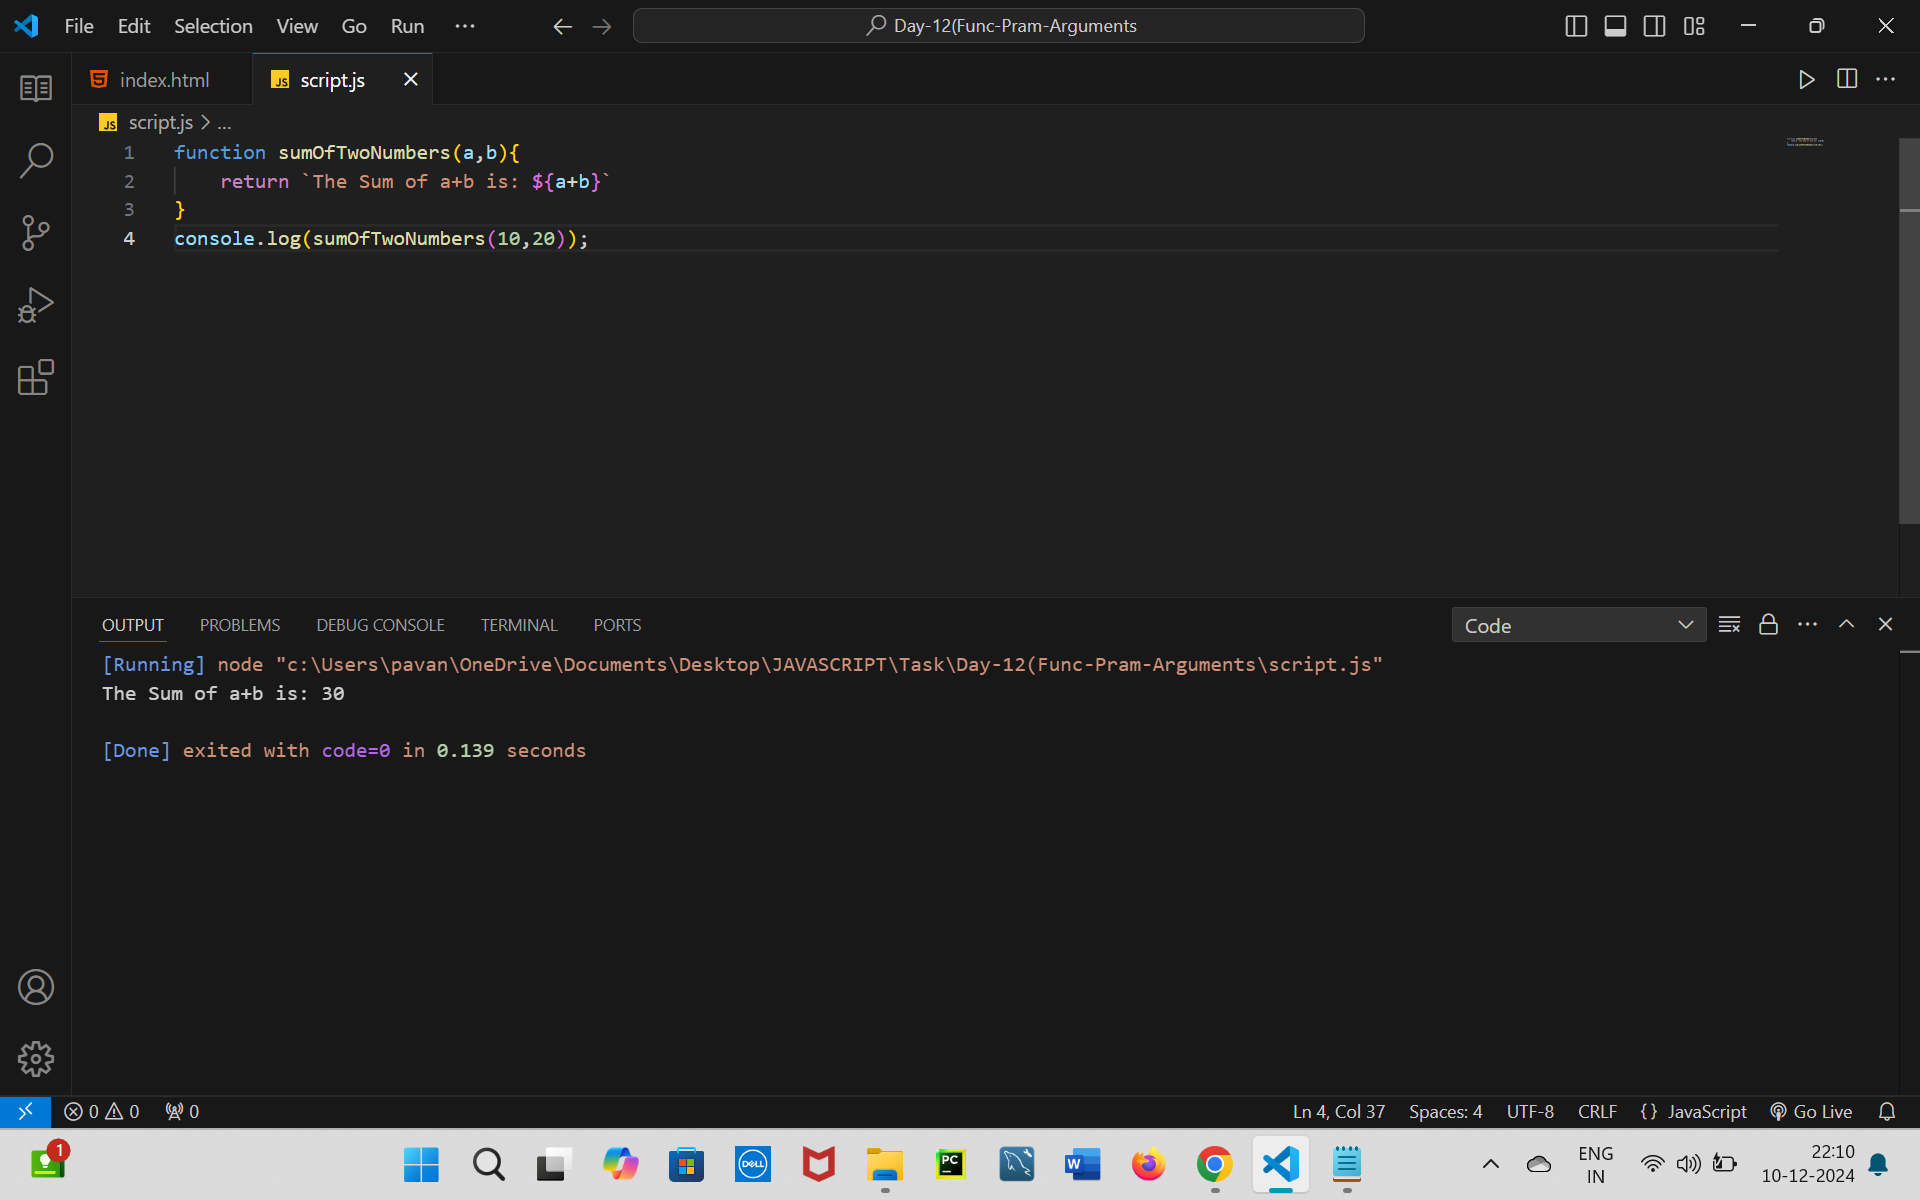 File Edit Selection View Go Run ···
Day-12(Func-Pram-Arguments
index.html
JS script.js
JS script.js > ...
1 function sumOfTwoNumbers(a,b){
2     return `The Sum of a+b is: ${a+b}`
3 }
4 console.log(sumOfTwoNumbers(10,20));
OUTPUT PROBLEMS DEBUG CONSOLE TERMINAL PORTS
Code
[Running] node "c:\Users\pavan\OneDrive\Documents\Desktop\JAVASCRIPT\Task\Day-12(Func-Pram-Arguments\script.js"
The Sum of a+b is: 30
[Done] exited with code=0 in 0.139 seconds
0 0 0
Ln 4, Col 37 Spaces: 4 UTF-8 CRLF {} JavaScript Go Live
1
DELL
PC
W
ENG
IN
22:10
10-12-2024